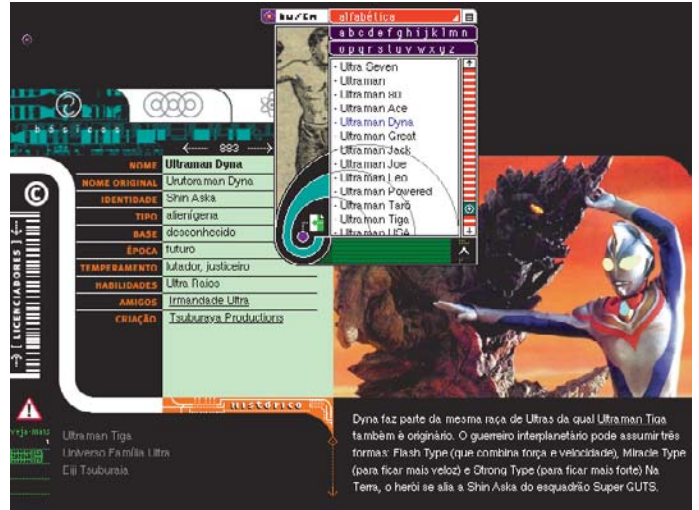 alfabética
a b c d e f g h i j k l m n
o p q r s t u v w x y z
- Ultra Seven
- Ultraman
- Ultraman 80
- Ultraman Ace
- Ultraman Dyna
- Ultraman Great
- Ultraman Jack
- Ultraman Joe
- Ultraman Leo
- Ultraman Powered
- Ultraman Taro
- Ultraman Tiga
- Ultraman USA
básicos
883
NOME Ultraman Dyna
NOME ORIGINAL Urutoraman Dyna
IDENTIDADE Shin Aska
TIPO alienígena
BASE desconhecido
ÉPOCA futuro
TEMPERAMENTO lutador, justiceiro
HABILIDADES Ultra Raios
AMIGOS Irmandade Ultra
CRIAÇÃO Tsuburaya Productions
©
[ LICENCIADORES ]
Histórico
veja-mais
Ultraman Tiga
Universo Família Ultra
Eiji Tsuburaia
Dyna faz parte da mesma raça de Ultras da qual Ultraman Tiga
também è originário. O guerreiro interplanetário pode assumir três
formas: Flash Type (que combina força e velocidade), Miracle Type
(para ficar mais veloz) e Strong Type (para ficar mais forte) Na
Terra, o herói se alia a Shin Aska do esquadrão Super GUTS.